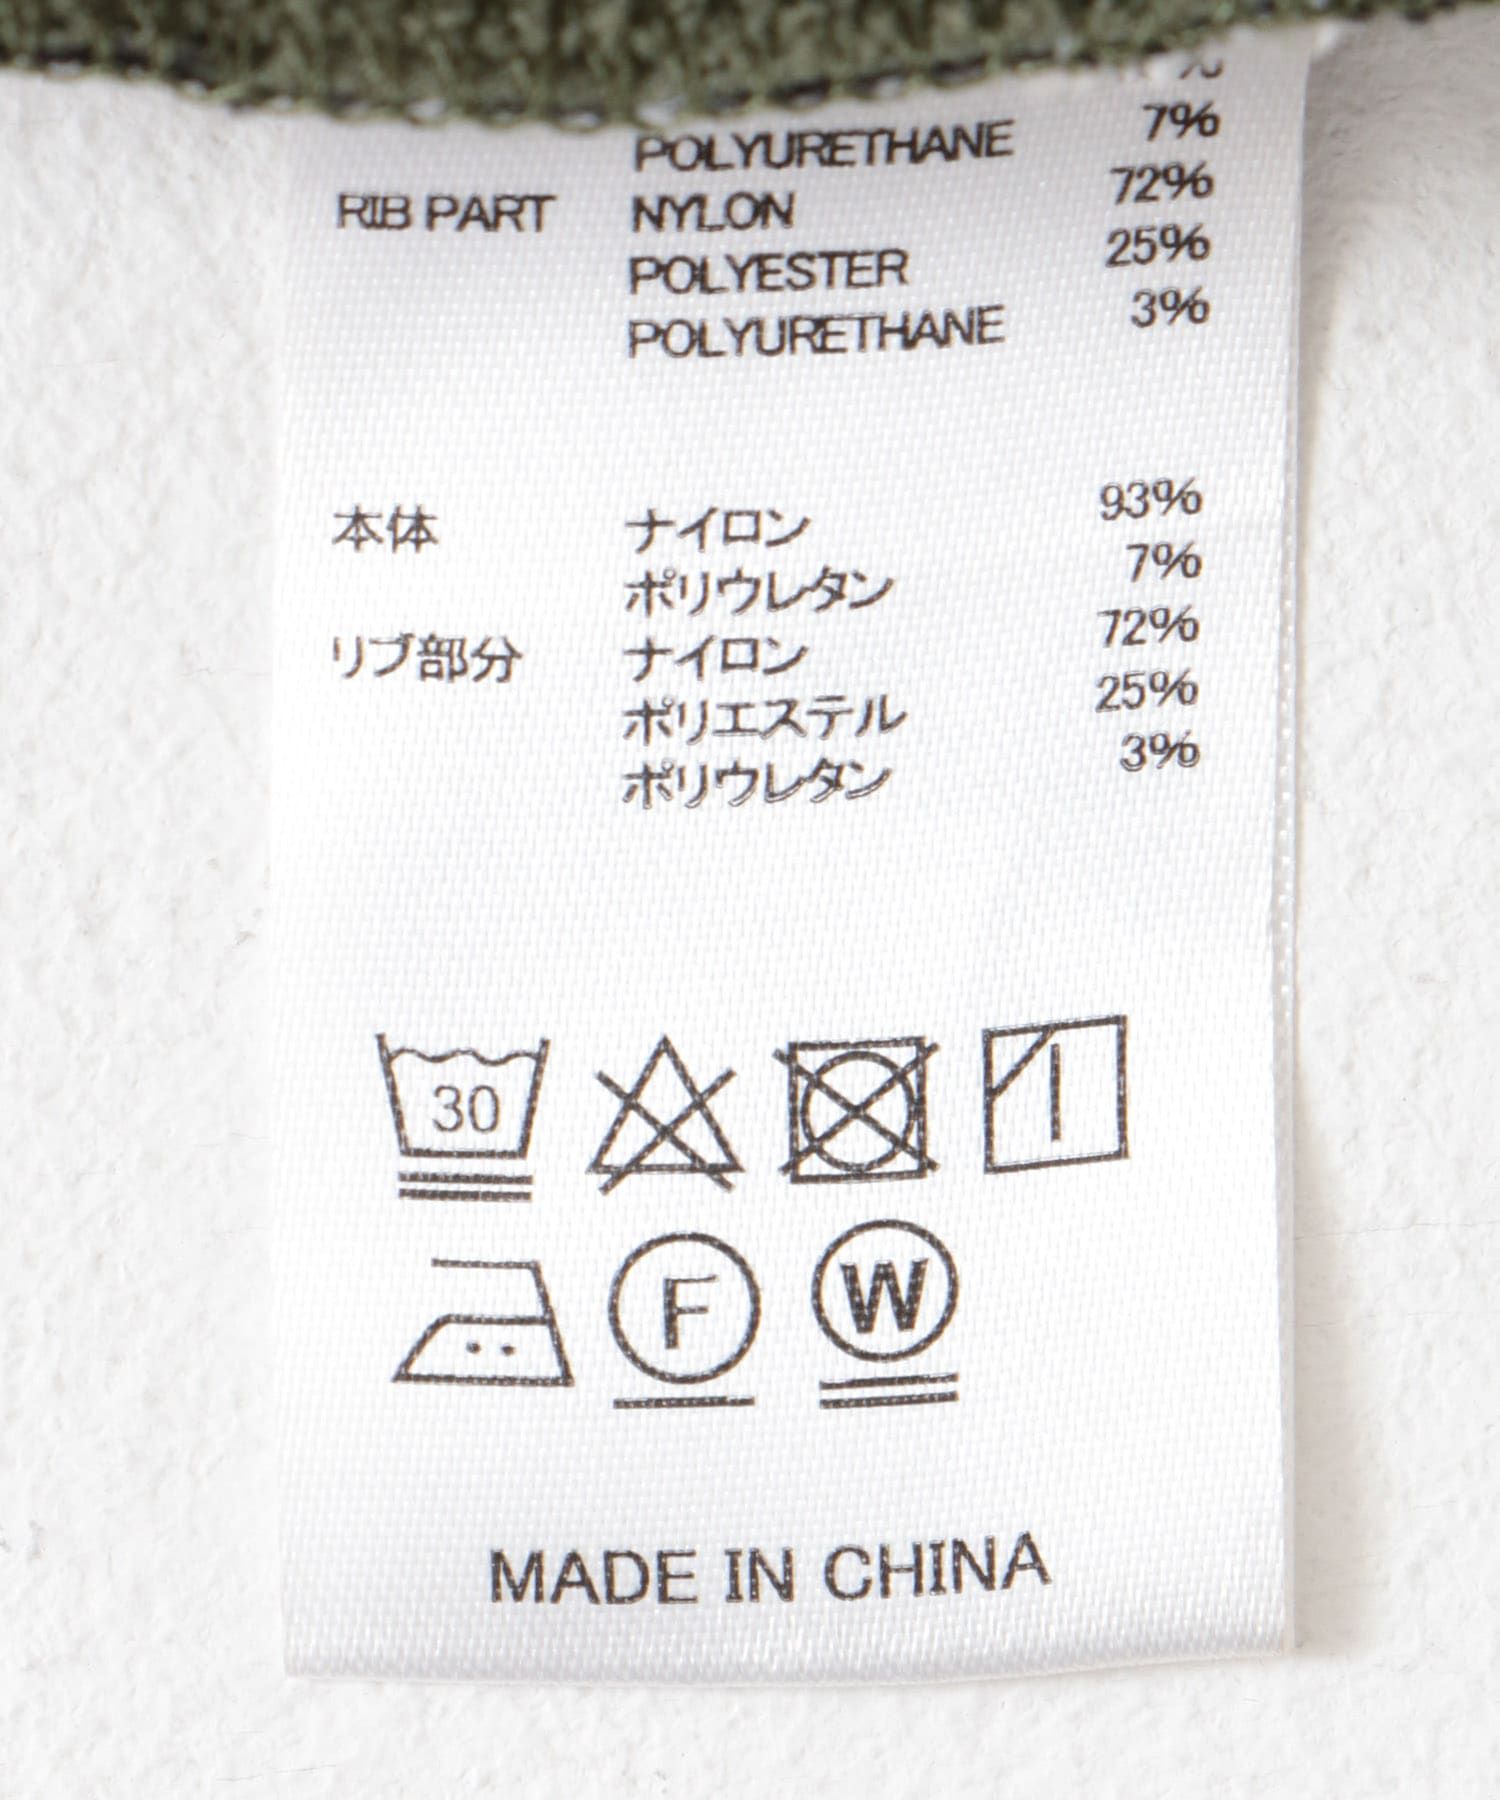 POLYURETHANE 7%
RIB PART NYLON 72%
POLYESTER 25%
POLYURETHANE 3%
本体 ナイロン 93%
ポリウレタン 7%
リブ部分 ナイロン 72%
ポリエステル 25%
ポリウレタン 3%
30
F W
MADE IN CHINA